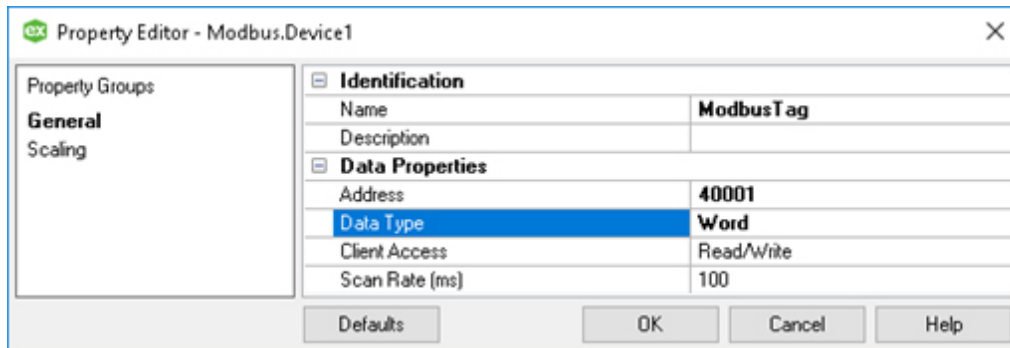 ex Property Editor - Modbus.Device1
Property Groups
General
Scaling
Identification
Name ModbusTag
Description
Data Properties
Address 40001
Data Type Word
Client Access Read/Write
Scan Rate (ms) 100
Defaults OK Cancel Help